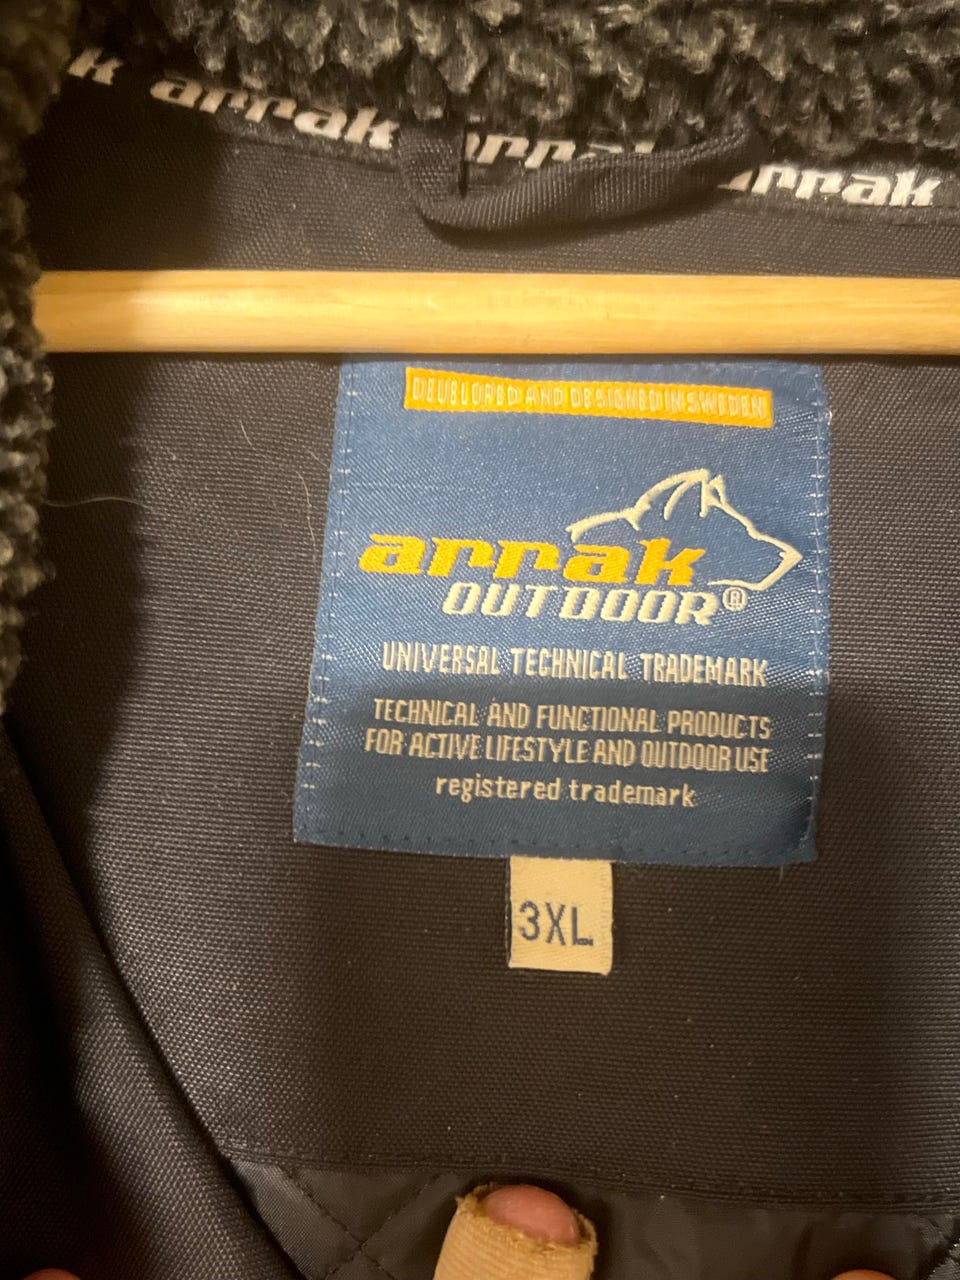 arrak arrak arrak
DEVELOPED AND DESIGNED IN SWEDEN
arrak
OUTDOOR®
UNIVERSAL TECHNICAL TRADEMARK
TECHNICAL AND FUNCTIONAL PRODUCTS
FOR ACTIVE LIFESTYLE AND OUTDOOR USE
registered trademark
3XL